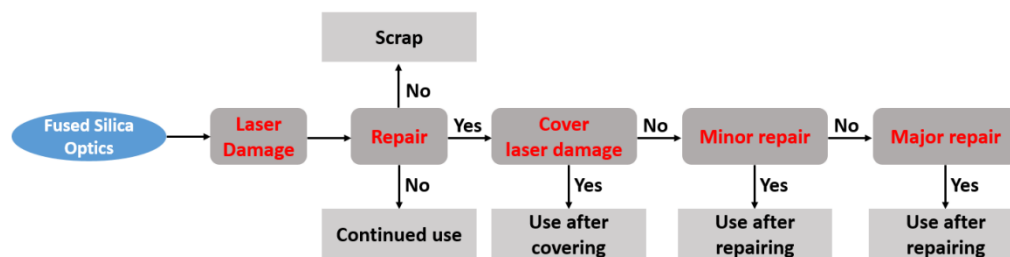 Scrap
No
Fused Silica
Optics
Laser
Damage
Repair
Yes
Cover
laser damage
No
Minor repair
No
Major repair
No
Yes
Yes
Yes
Continued use
Use after
covering
Use after
repairing
Use after
repairing